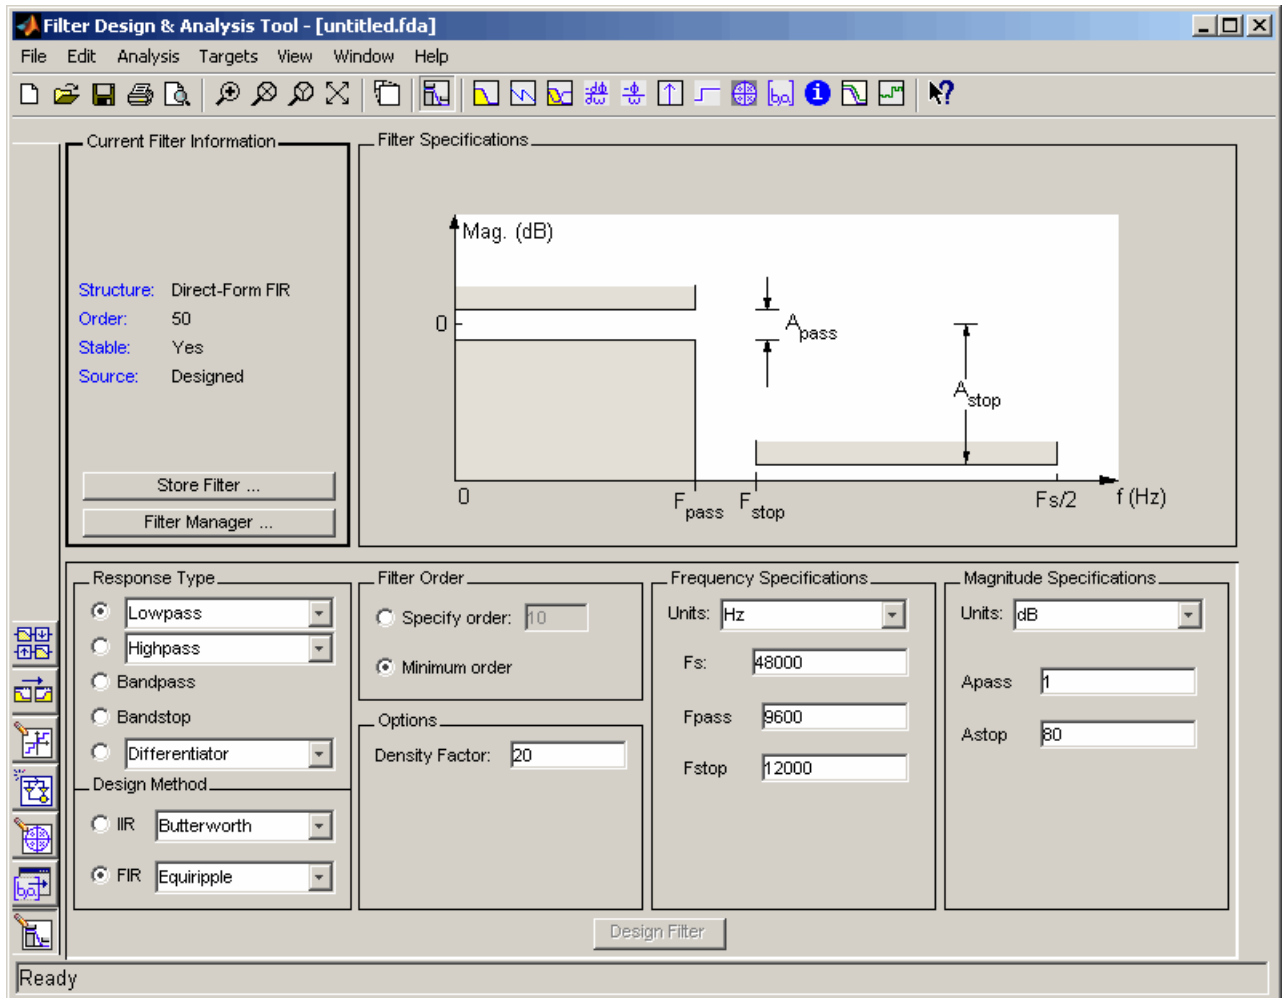 Filter Design & Analysis Tool - [untitled.fda]
File Edit Analysis Targets View Window Help
Current Filter Information
Structure: Direct-Form FIR
Order: 50
Stable: Yes
Source: Designed
Store Filter ...
Filter Manager ...
Filter Specifications
Mag. (dB)
0
Apass
Astop
0 Fpass Fstop Fs/2 f (Hz)
Response Type
Lowpass
Highpass
Bandpass
Bandstop
Differentiator
Design Method
IIR Butterworth
FIR Equiripple
Filter Order
Specify order: 10
Minimum order
Options
Density Factor: 20
Frequency Specifications
Units: Hz
Fs: 48000
Fpass 9600
Fstop 12000
Magnitude Specifications
Units: dB
Apass 1
Astop 80
Design Filter
Ready